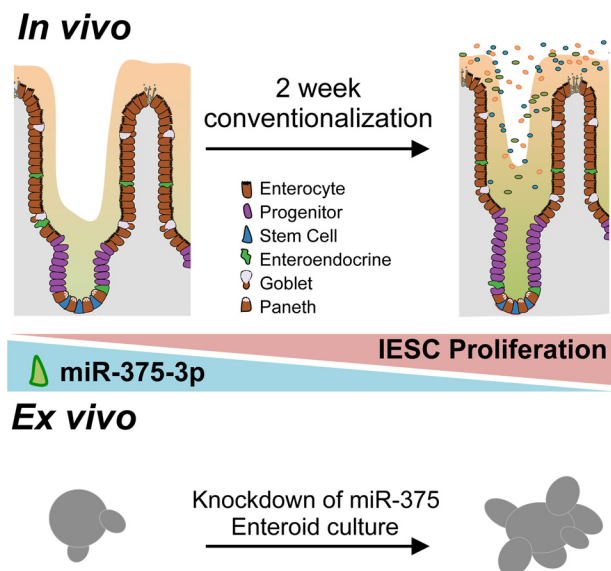 In vivo
2 week
conventionalization
Enterocyte
Progenitor
Stem Cell
Enteroendocrine
Goblet
Paneth
IESC Proliferation
miR-375-3p
Ex vivo
Knockdown of miR-375
Enteroid culture